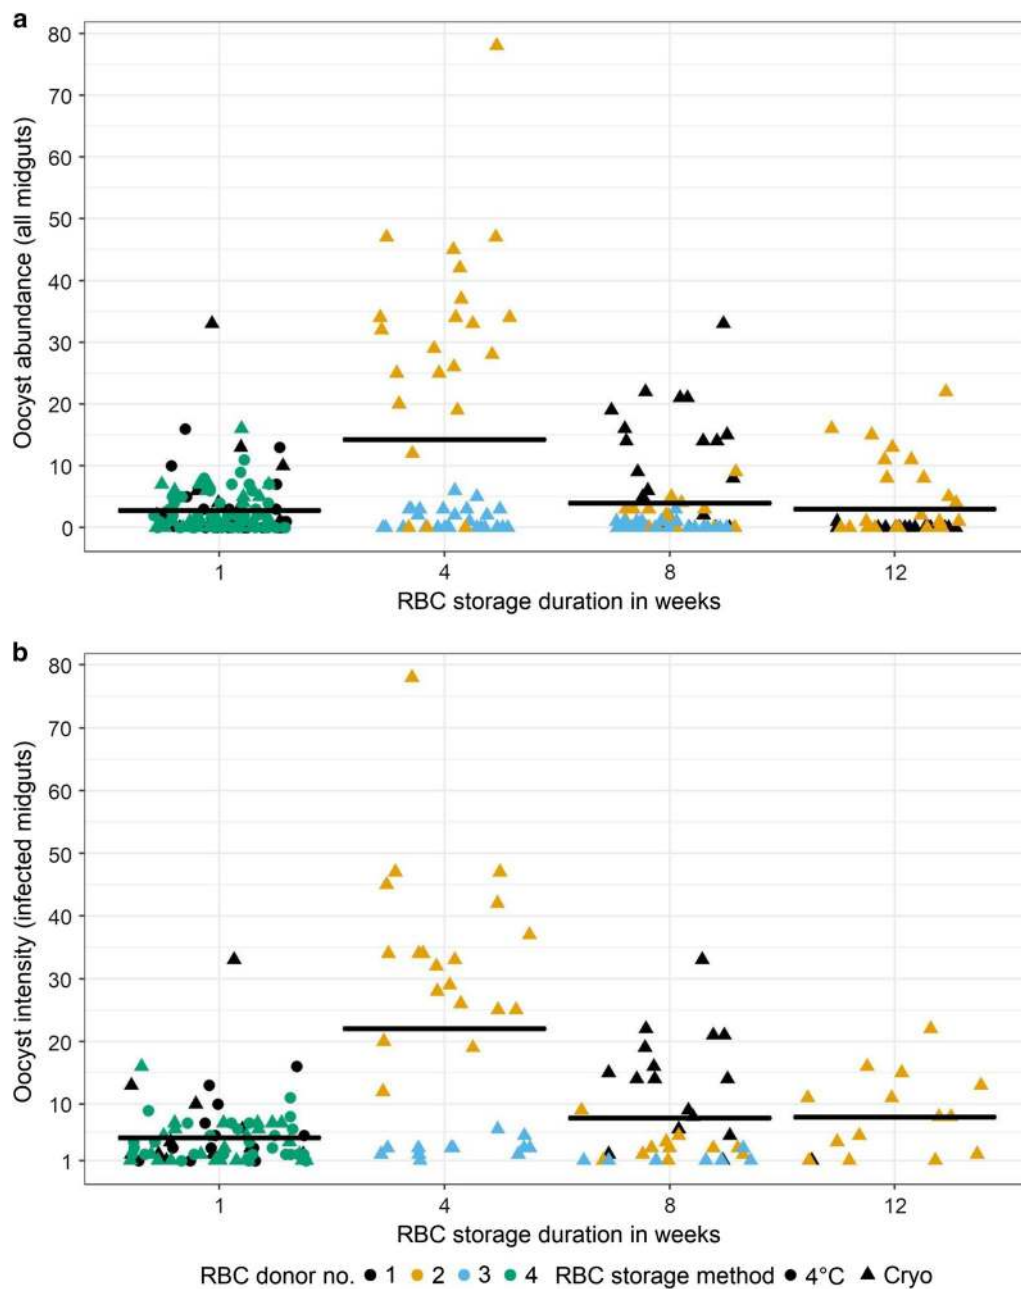 a
Oocyst abundance (all midguts)
80
70
60
50
40
30
20
10
0
1 4 8 12
RBC storage duration in weeks
b
Oocyst intensity (infected midguts)
80
70
60
50
40
30
20
10
1
1 4 8 12
RBC storage duration in weeks
RBC donor no. 1 2 3 4 RBC storage method 4°C Cryo